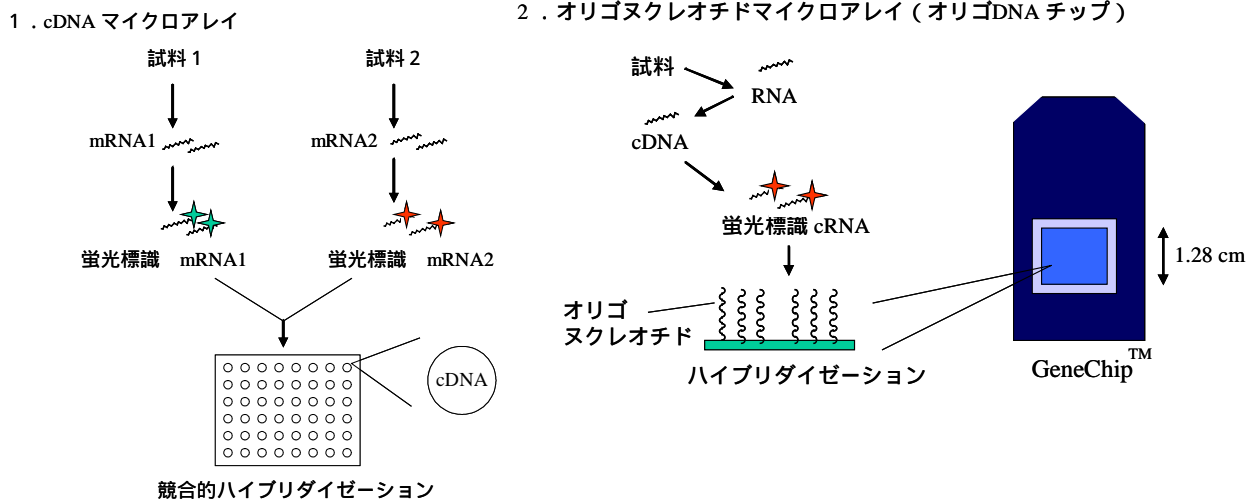 １．cDNA マイクロアレイ
試料１
試料２
mRNA1
mRNA2
蛍光標識 mRNA1
蛍光標識 mRNA2
cDNA
競合的ハイブリダイゼーション
２．オリゴヌクレオチドマイクロアレイ（オリゴDNA チップ）
試料
RNA
cDNA
蛍光標識 cRNA
オリゴ
ヌクレオチド
ハイブリダイゼーション
1.28 cm
GeneChip™